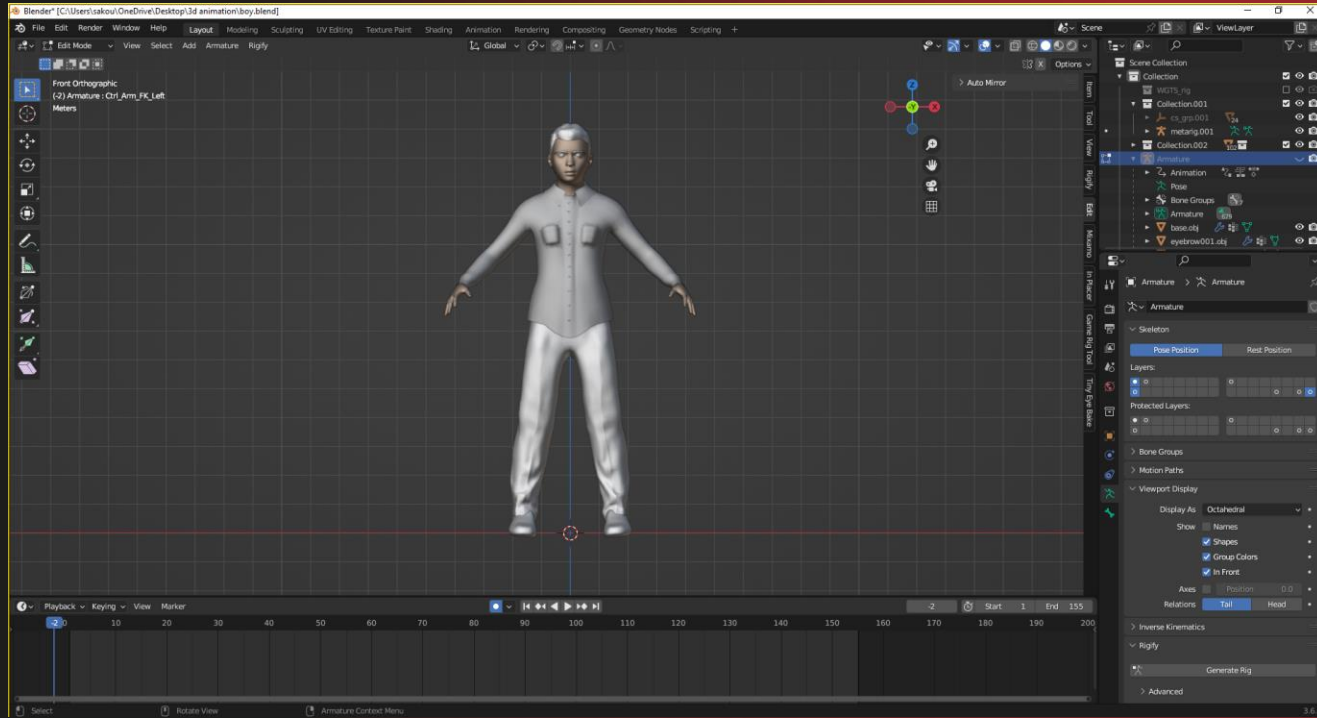 Blender* [C:\Users\sakou\OneDrive\Desktop\3d animation\boy.blend]
File Edit Render Window Help Layout Modeling Sculpting UV Editing Texture Paint Shading Animation Rendering Compositing Geometry Nodes Scripting + Scene ViewLayer
Edit Mode View Select Add Armature Rigify Global
Options
Front Orthographic
(-2) Armature : Ctrl_Arm_FK_Left
Meters
Auto Mirror
Z
-Y
X
Item
Tool
View
Rigify
Edit
Mixamo
In Placer
Game Rig Tool
Tiny Eye Bake
Scene Collection
Collection
WGTS_rig
Collection.001
cs_grp.001 24
metarig.001
Collection.002 102
Armature
Animation
Pose
Bone Groups 7
Armature 679
base.obj
eyebrow001.obj
Armature > Armature
Armature
Skeleton
Pose Position Rest Position
Layers:
Protected Layers:
Bone Groups
Motion Paths
Viewport Display
Display As Octahedral
Show Names
Shapes
Group Colors
In Front
Axes Position 0.0
Relations Tail Head
Inverse Kinematics
Rigify
Generate Rig
Advanced
Playback Keying View Marker -2 Start 1 End 155
-2 0 10 20 30 40 50 60 70 80 90 100 110 120 130 140 150 160 170 180 190 200
Select Rotate View Armature Context Menu 3.6.